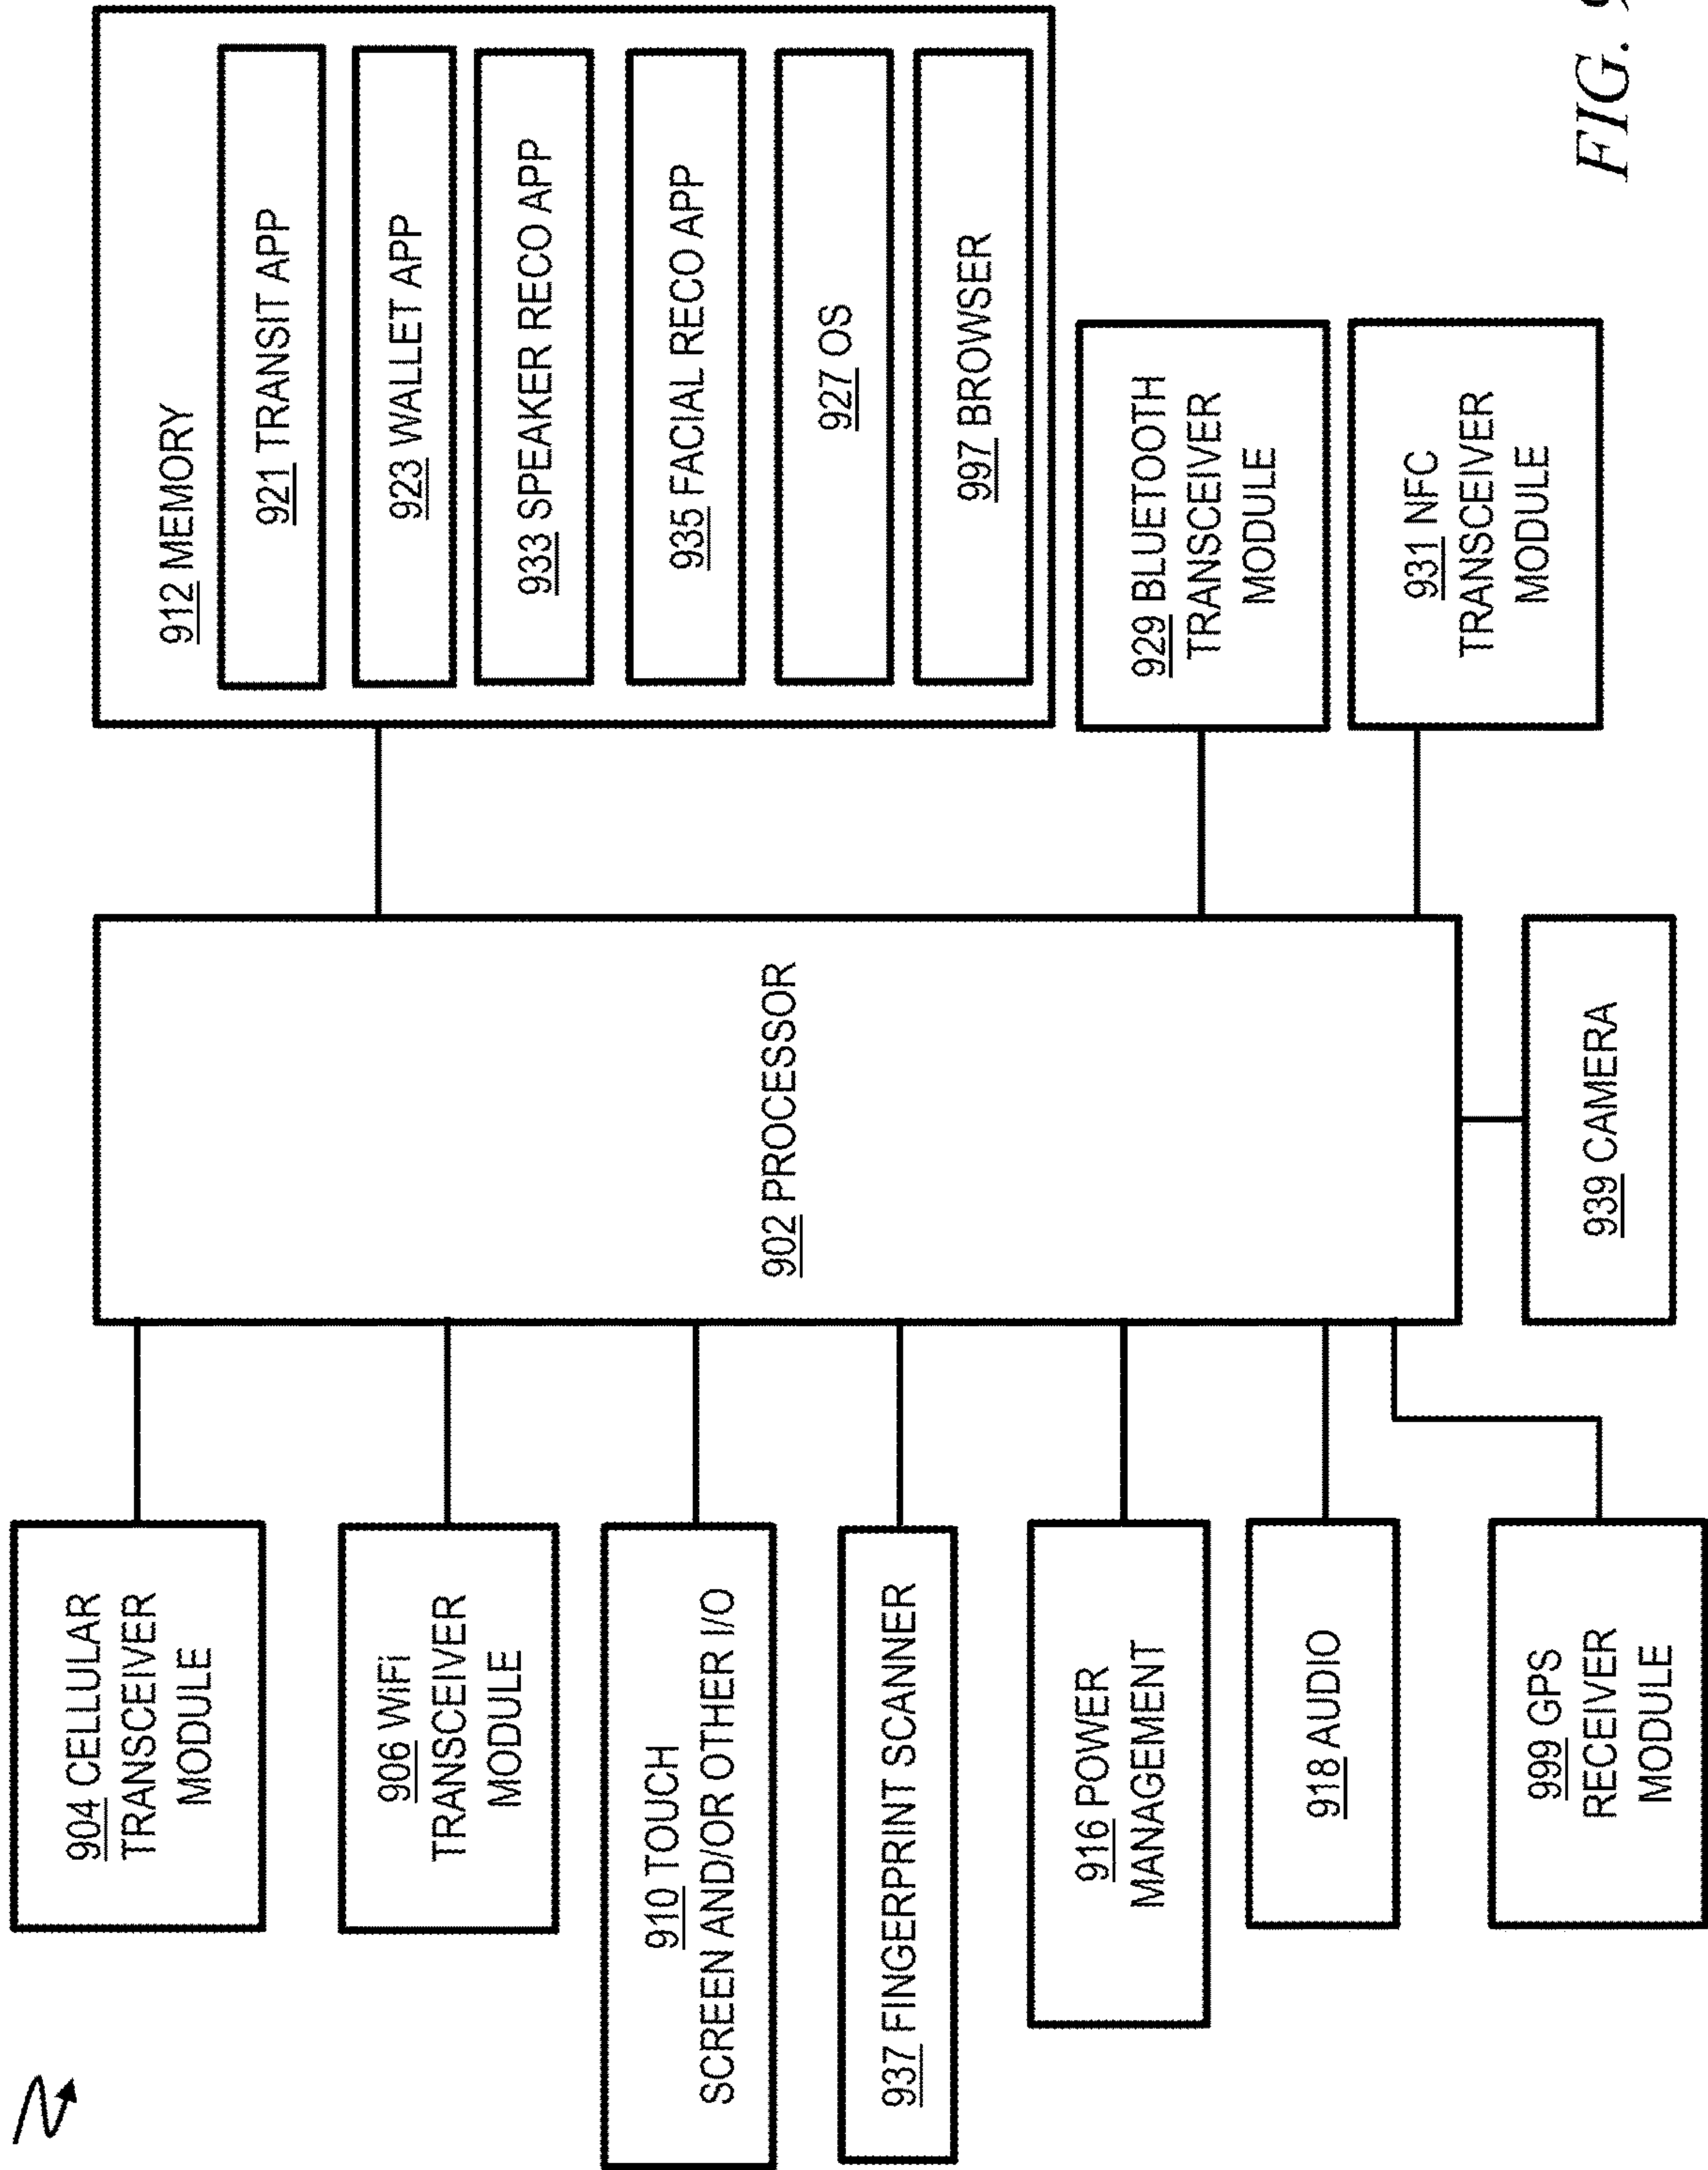 904 CELLULAR
TRANSCEIVER
MODULE
906 WiFi
TRANSCEIVER
MODULE
910 TOUCH
SCREEN AND/OR OTHER I/O
937 FINGERPRINT SCANNER
916 POWER
MANAGEMENT
918 AUDIO
999 GPS
RECEIVER
MODULE
902 PROCESSOR
939 CAMERA
912 MEMORY
921 TRANSIT APP
923 WALLET APP
933 SPEAKER RECO APP
935 FACIAL RECO APP
927 OS
997 BROWSER
929 BLUETOOTH
TRANSCEIVER
MODULE
931 NFC
TRANSCEIVER
MODULE
FIG. 9